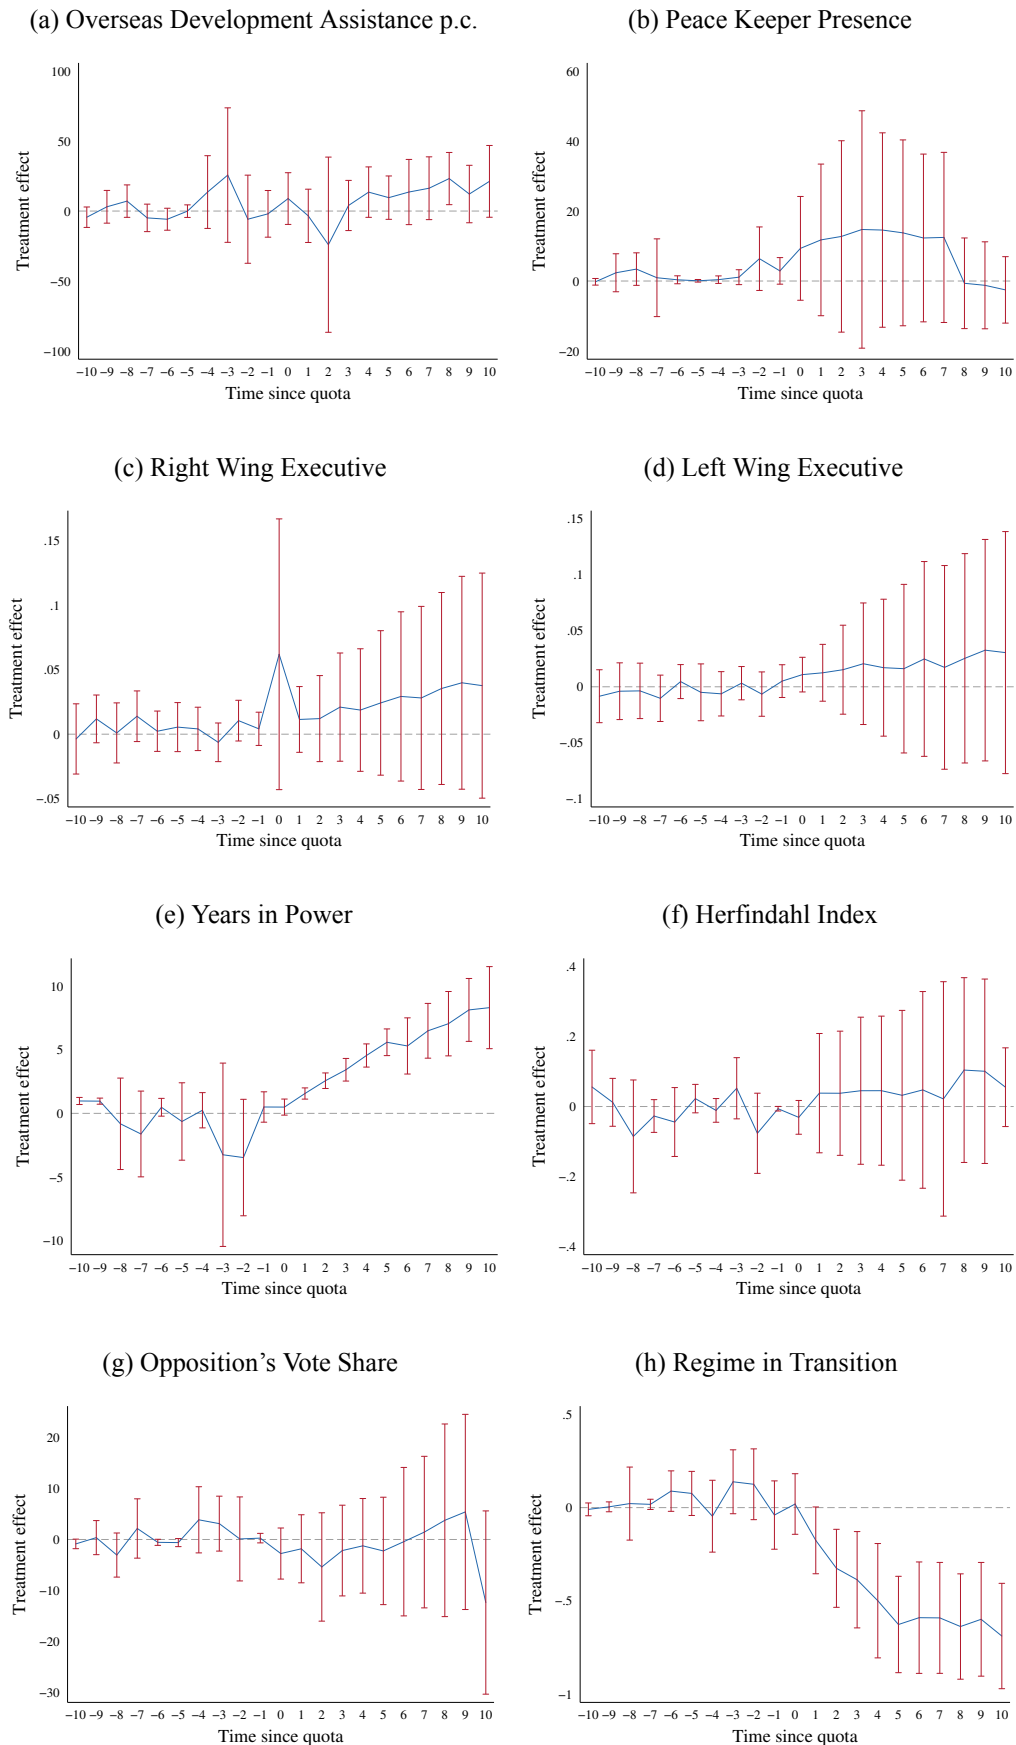 (a) Overseas Development Assistance p.c.
100
50
0
−50
−100
Treatment effect
−10 −9 −8 −7 −6 −5 −4 −3 −2 −1 0 1 2 3 4 5 6 7 8 9 10
Time since quota
(b) Peace Keeper Presence
60
40
20
0
−20
Treatment effect
−10 −9 −8 −7 −6 −5 −4 −3 −2 −1 0 1 2 3 4 5 6 7 8 9 10
Time since quota
(c) Right Wing Executive
.15
.1
.05
0
−.05
Treatment effect
−10 −9 −8 −7 −6 −5 −4 −3 −2 −1 0 1 2 3 4 5 6 7 8 9 10
Time since quota
(d) Left Wing Executive
.15
.1
.05
0
−.05
−.1
Treatment effect
−10 −9 −8 −7 −6 −5 −4 −3 −2 −1 0 1 2 3 4 5 6 7 8 9 10
Time since quota
(e) Years in Power
10
5
0
−5
−10
Treatment effect
−10 −9 −8 −7 −6 −5 −4 −3 −2 −1 0 1 2 3 4 5 6 7 8 9 10
Time since quota
(f) Herfindahl Index
.4
.2
0
−.2
−.4
Treatment effect
−10 −9 −8 −7 −6 −5 −4 −3 −2 −1 0 1 2 3 4 5 6 7 8 9 10
Time since quota
(g) Opposition’s Vote Share
20
10
0
−10
−20
−30
Treatment effect
−10 −9 −8 −7 −6 −5 −4 −3 −2 −1 0 1 2 3 4 5 6 7 8 9 10
Time since quota
(h) Regime in Transition
.5
0
−.5
−1
Treatment effect
−10 −9 −8 −7 −6 −5 −4 −3 −2 −1 0 1 2 3 4 5 6 7 8 9 10
Time since quota